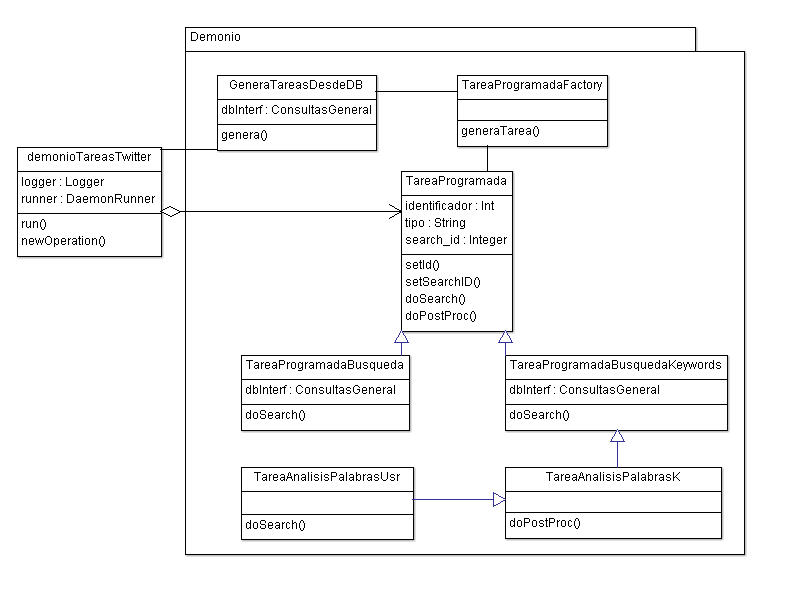 Demonio
GeneraTareasDesdeDB
dbInterf : ConsultasGeneral
genera()
TareaProgramadaFactory
generaTarea()
demonioTareasTwitter
logger : Logger
runner : DaemonRunner
run()
newOperation()
TareaProgramada
identificador : Int
tipo : String
search_id : Integer
setId()
setSearchID()
doSearch()
doPostProc()
TareaProgramadaBusqueda
dbInterf : ConsultasGeneral
doSearch()
TareaProgramadaBusquedaKeywords
dbInterf : ConsultasGeneral
doSearch()
TareaAnalisisPalabrasUsr
doSearch()
TareaAnalisisPalabrasK
doPostProc()